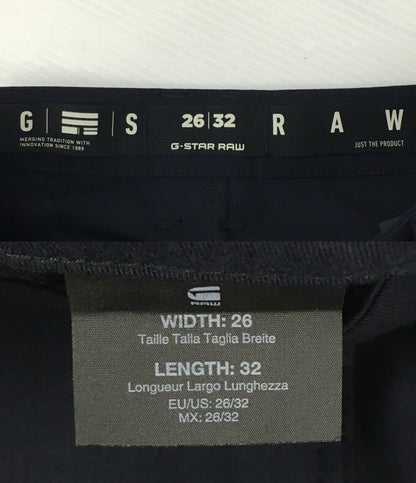 G S 26|32 R A W
G-STAR RAW
MERGING TRADITION WITH
INNOVATION SINCE 1989
JUST THE PRODUCT
RAW
WIDTH: 26
Taille Talla Taglia Breite
LENGTH: 32
Longueur Largo Lunghezza
EU/US: 26/32
MX: 26/32